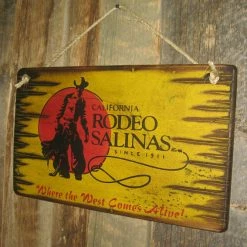 CALIFORNIA
RODEO
SALINAS
SINCE 1911
Where the West Comes Alive!